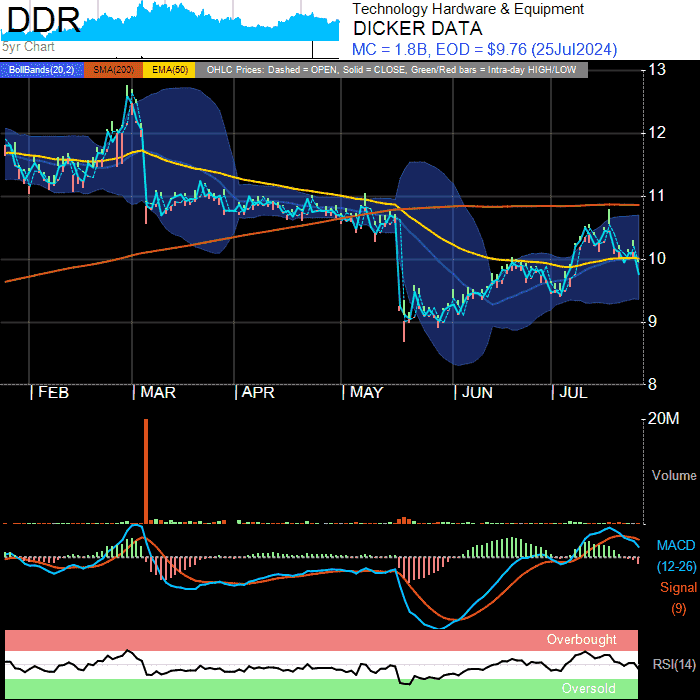 DDR
5yr Chart
Technology Hardware & Equipment
DICKER DATA
MC = 1.8B, EOD = $9.76 (25Jul2024)
BollBands(20,2) SMA(200) EMA(50) OHLC Prices: Dashed = OPEN, Solid = CLOSE, Green/Red bars = Intra-day HIGH/LOW
13
12
11
10
9
8
FEB MAR APR MAY JUN JUL
20M
Volume
MACD
(12-26)
Signal
(9)
Overbought
RSI(14)
Oversold